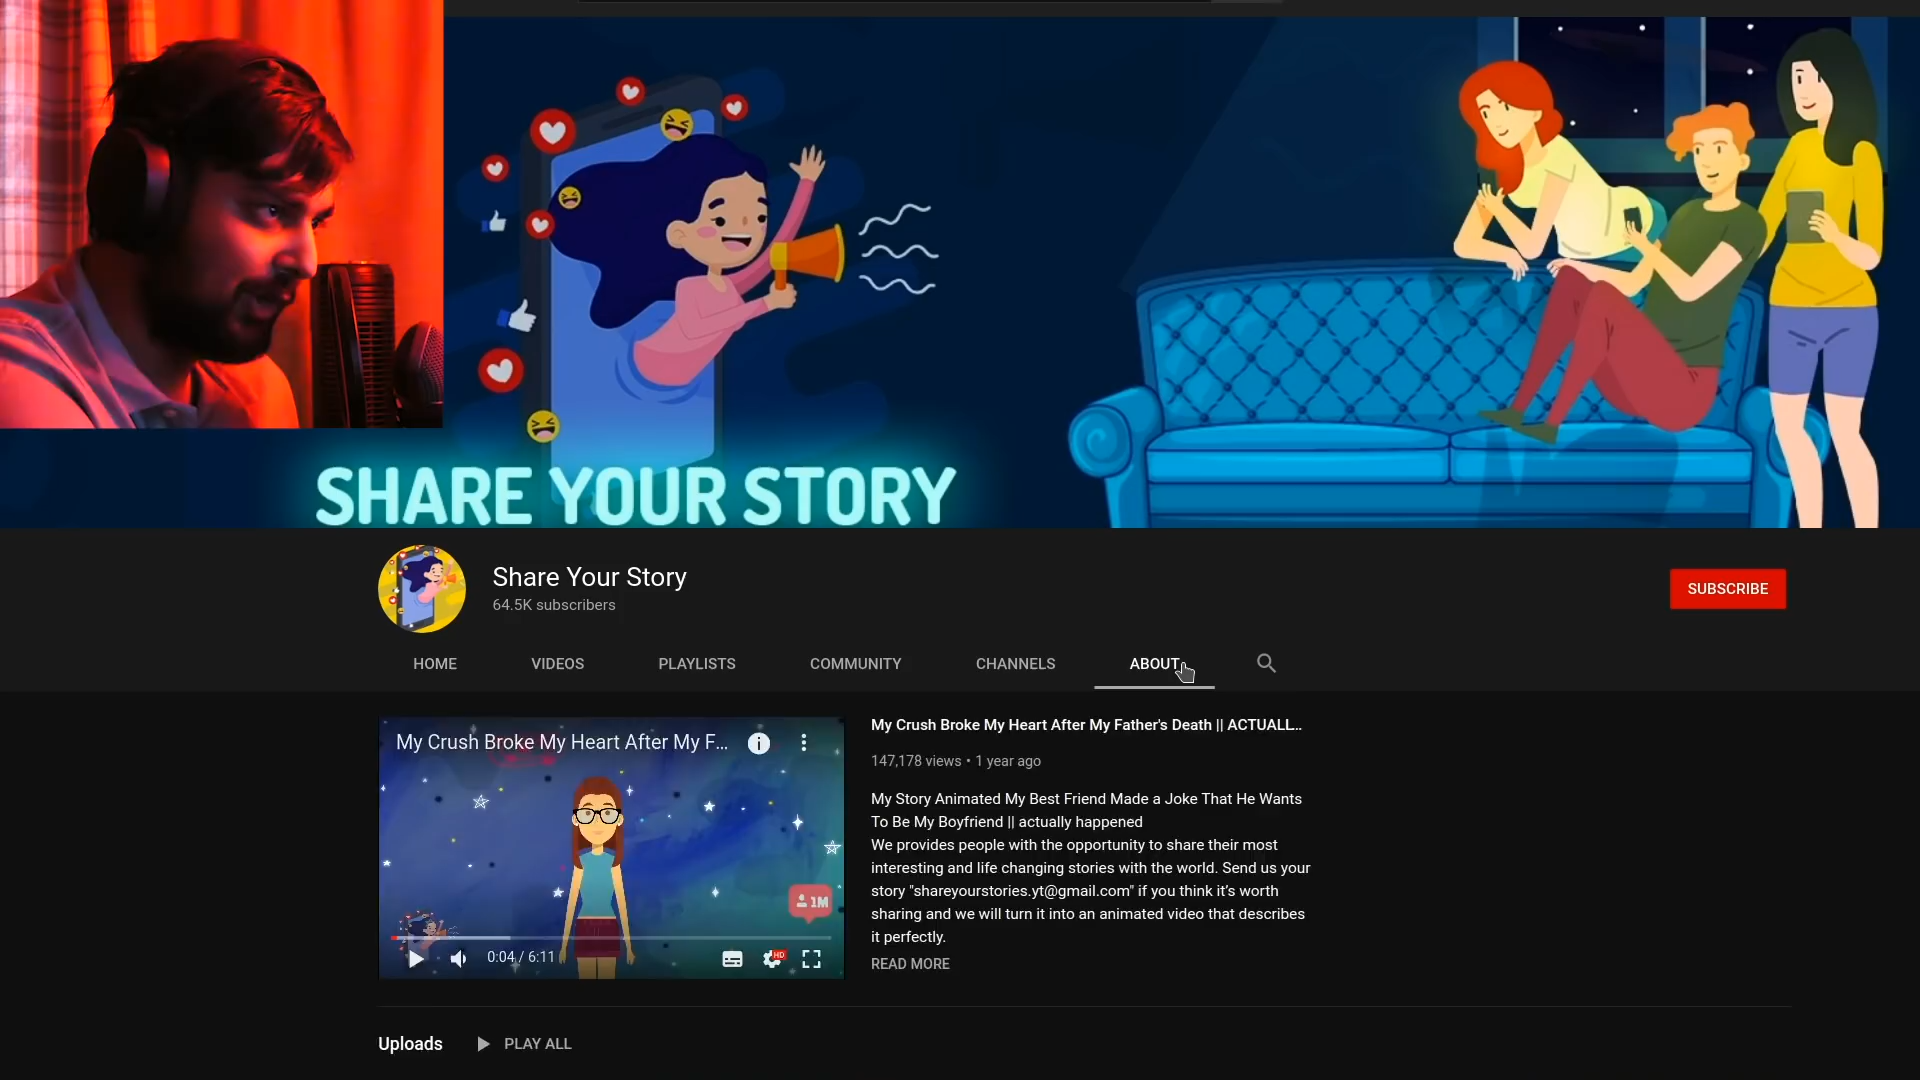 SHARE YOUR STORY
Share Your Story
64.5K subscribers
SUBSCRIBE
HOME
VIDEOS
PLAYLISTS
COMMUNITY
CHANNELS
ABOUT
My Crush Broke My Heart After My F...
1M
0:04 / 6:11
HD
My Crush Broke My Heart After My Father's Death || ACTUALL..
147,178 views • 1 year ago
My Story Animated My Best Friend Made a Joke That He Wants
To Be My Boyfriend || actually happened
We provides people with the opportunity to share their most
interesting and life changing stories with the world. Send us your
story "shareyourstories.yt@gmail.com" if you think it’s worth
sharing and we will turn it into an animated video that describes
it perfectly.
READ MORE
Uploads
PLAY ALL